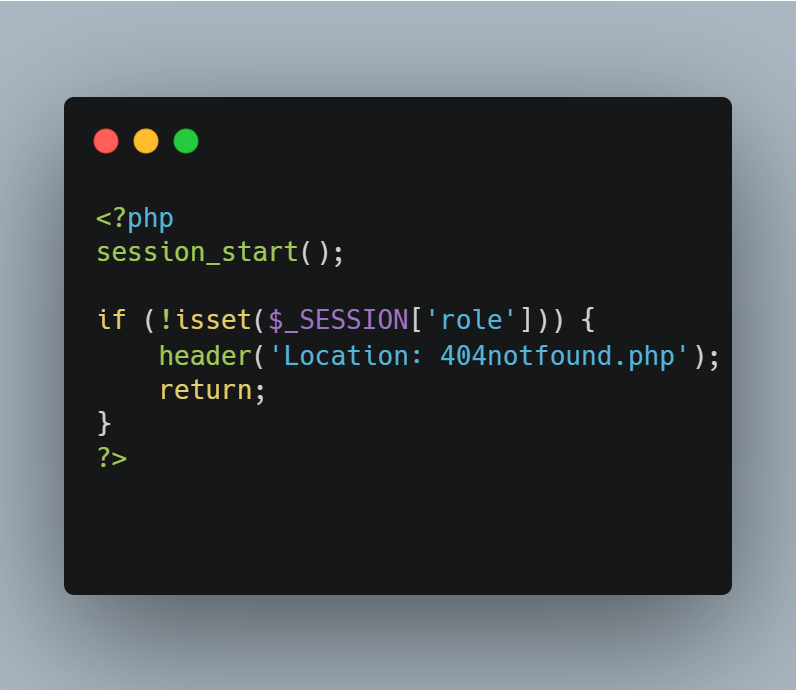 <?php
session_start();
if (!isset($_SESSION['role'])) {
    header('Location: 404notfound.php');
    return;
}
?>